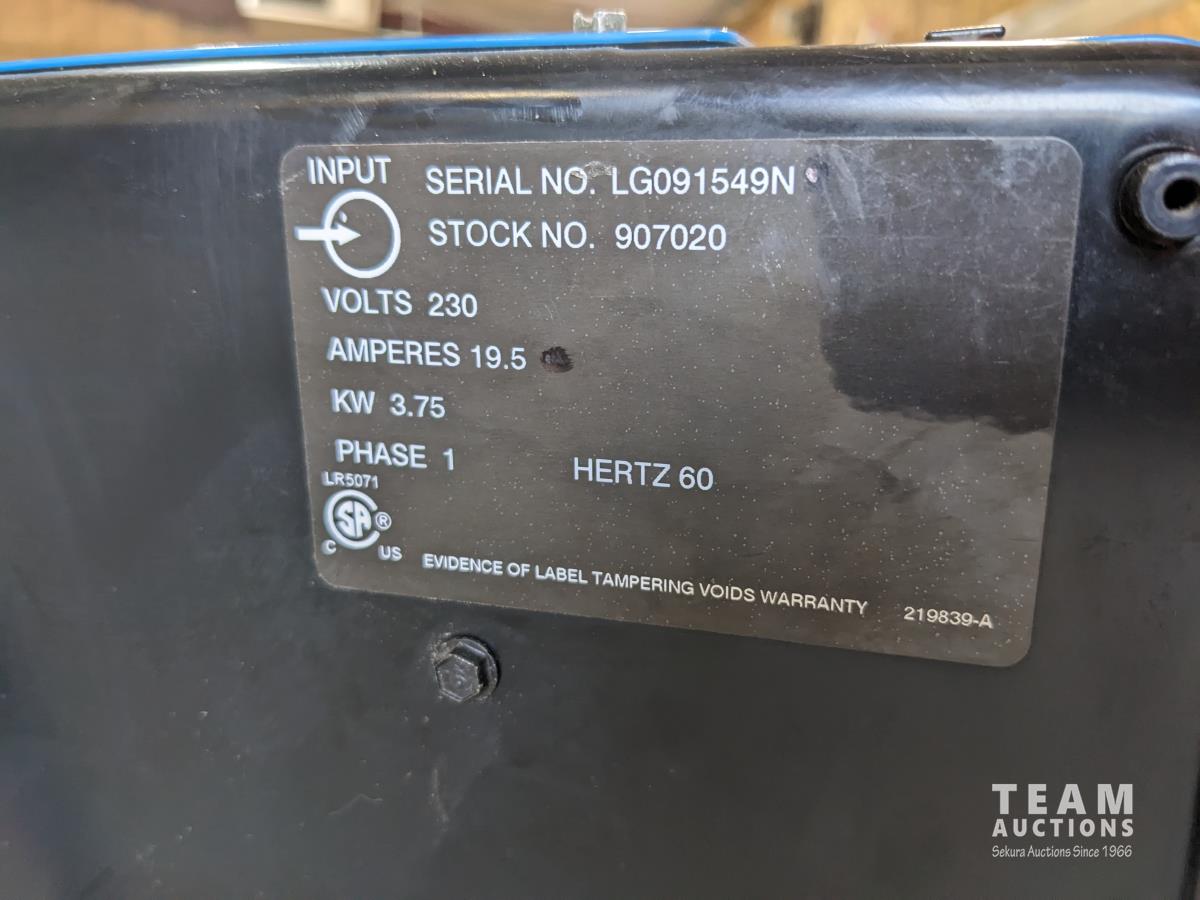 INPUT
SERIAL NO. LG091549N
STOCK NO. 907020
VOLTS 230
AMPERES 19.5
KW 3.75
PHASE 1 HERTZ 60
LR5071
SA ®
C US
EVIDENCE OF LABEL TAMPERING VOIDS WARRANTY 219839-A
TEAM
AUCTIONS
Sekura Auctions Since 1966